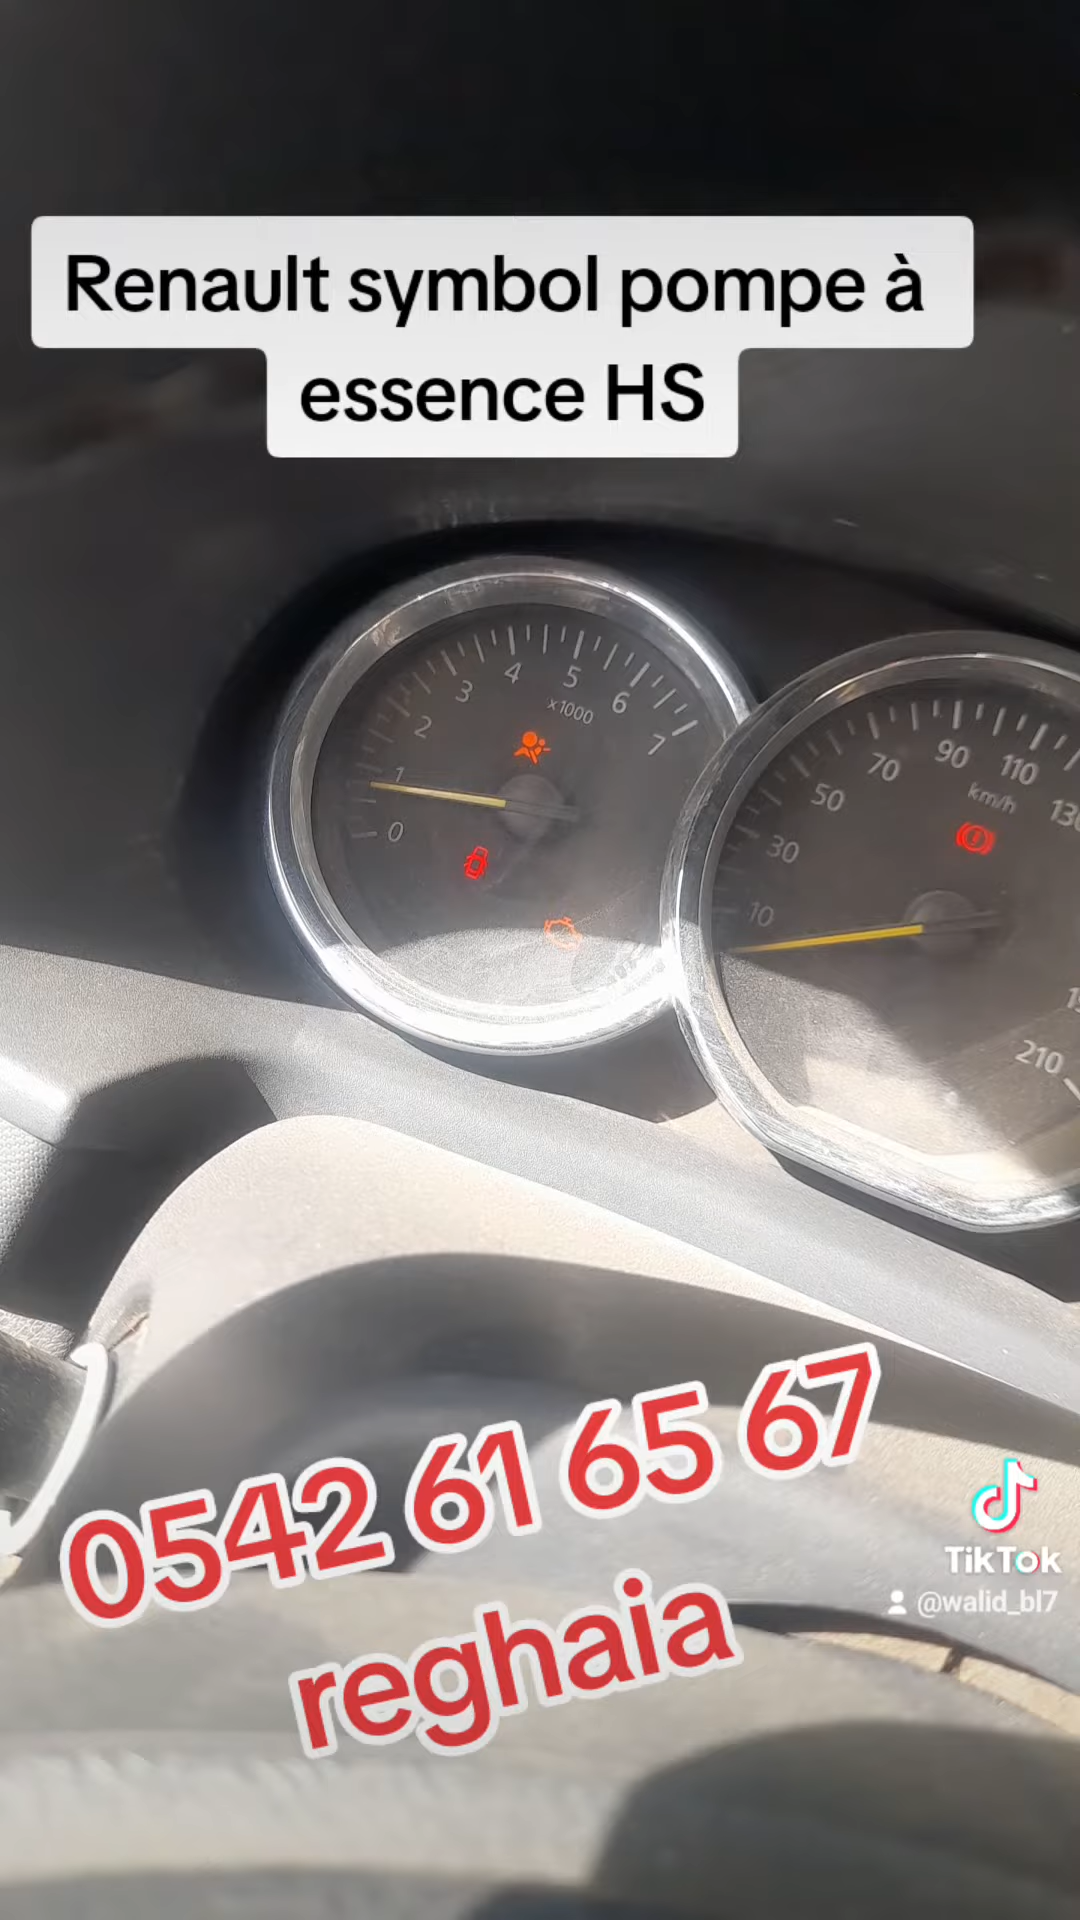 Renault symbol pompe à
essence HS
0
1
2
3
4
5
6
7
x1000
10
30
50
70
90
110
130
210
km/h
0542 61 65 67
reghaia
TikTok
@walid_bl7